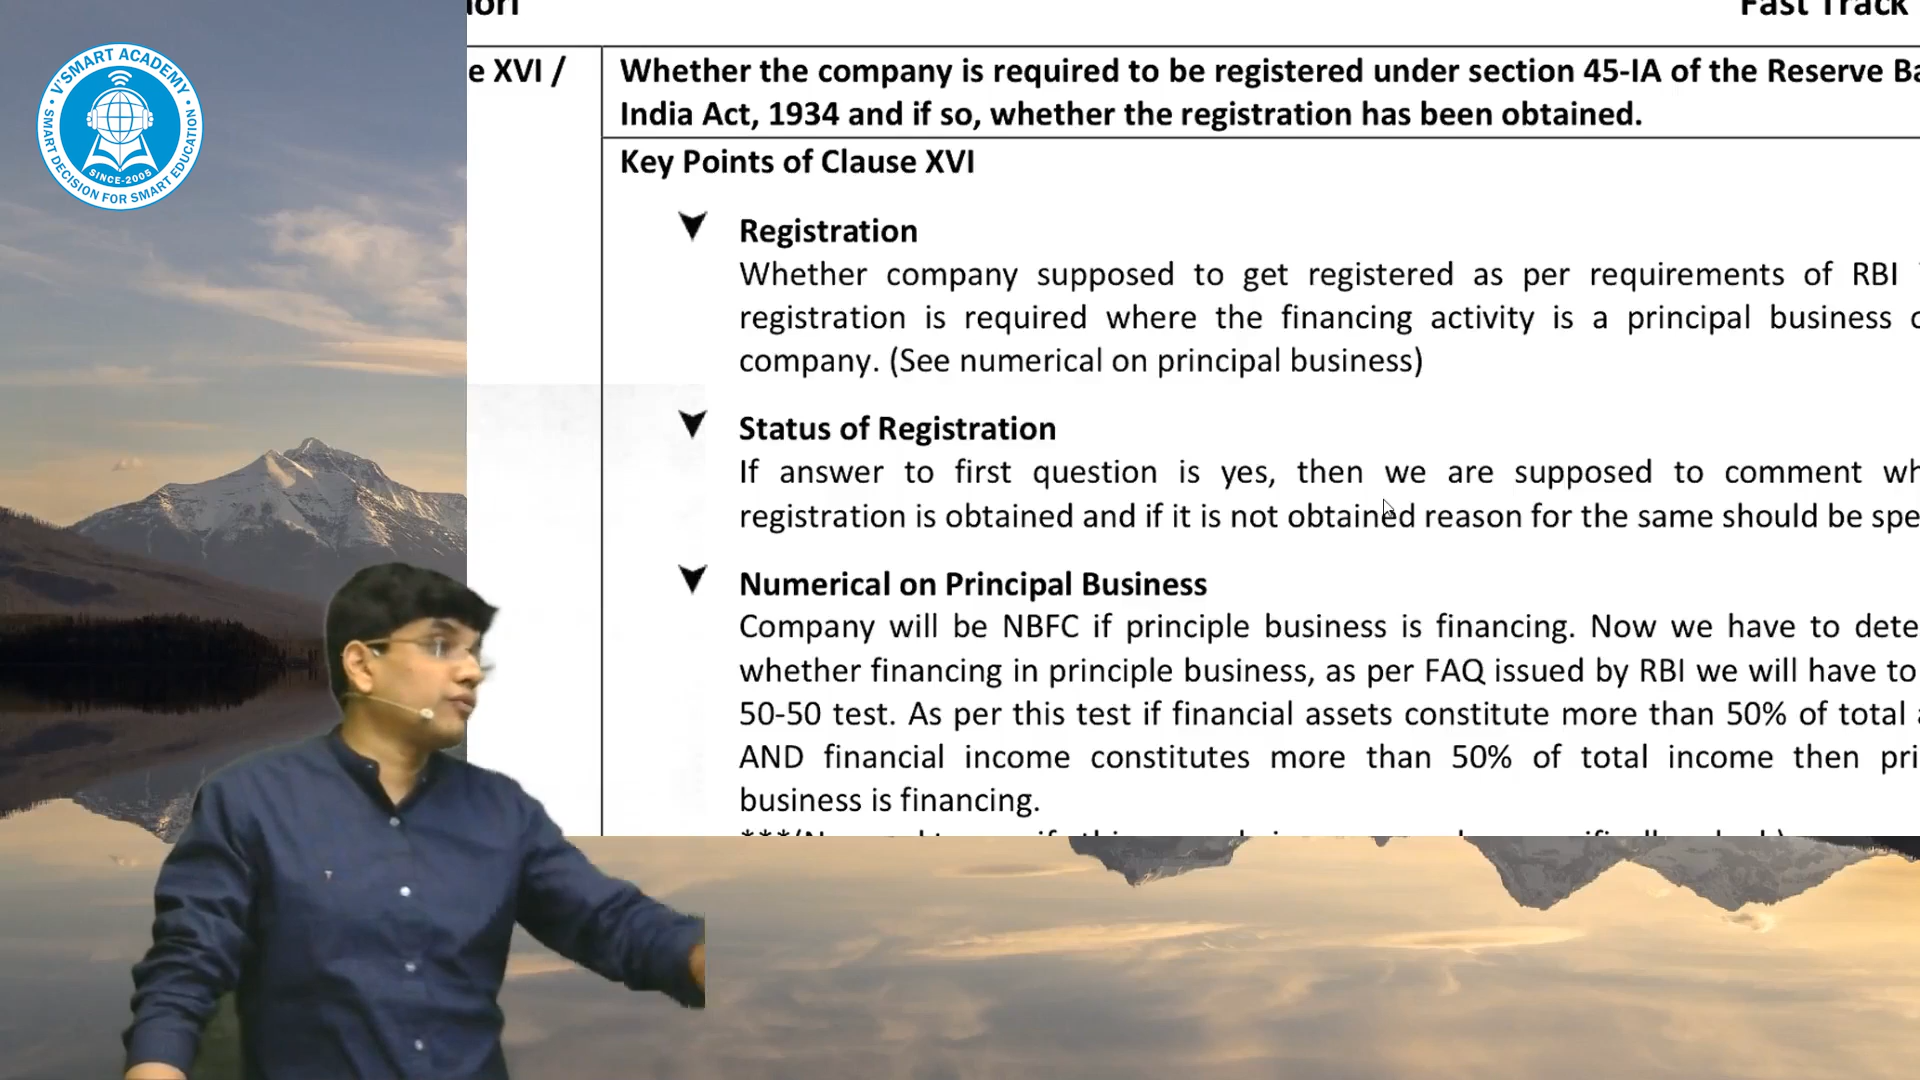 V'SMART ACADEMY
SMART DECISION FOR SMART EDUCATION
SINCE-2005
Fast Track
e XVI /
Whether the company is required to be registered under section 45-IA of the Reserve Ba
India Act, 1934 and if so, whether the registration has been obtained.
Key Points of Clause XVI
Registration
Whether company supposed to get registered as per requirements of RBI
registration is required where the financing activity is a principal business
company. (See numerical on principal business)
Status of Registration
If answer to first question is yes, then we are supposed to comment wh
registration is obtained and if it is not obtained reason for the same should be spe
Numerical on Principal Business
Company will be NBFC if principle business is financing. Now we have to dete
whether financing in principle business, as per FAQ issued by RBI we will have to
50-50 test. As per this test if financial assets constitute more than 50% of total
AND financial income constitutes more than 50% of total income then pri
business is financing.